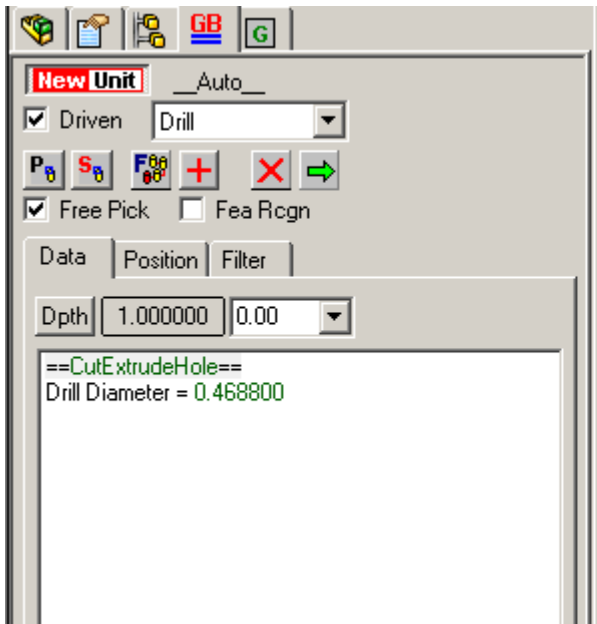 GB G
New Unit __Auto__
Driven Drill
P S F
Free Pick Fea Rcgn
Data Position Filter
Dpth 1.000000 0.00
==CutExtrudeHole==
Drill Diameter = 0.468800